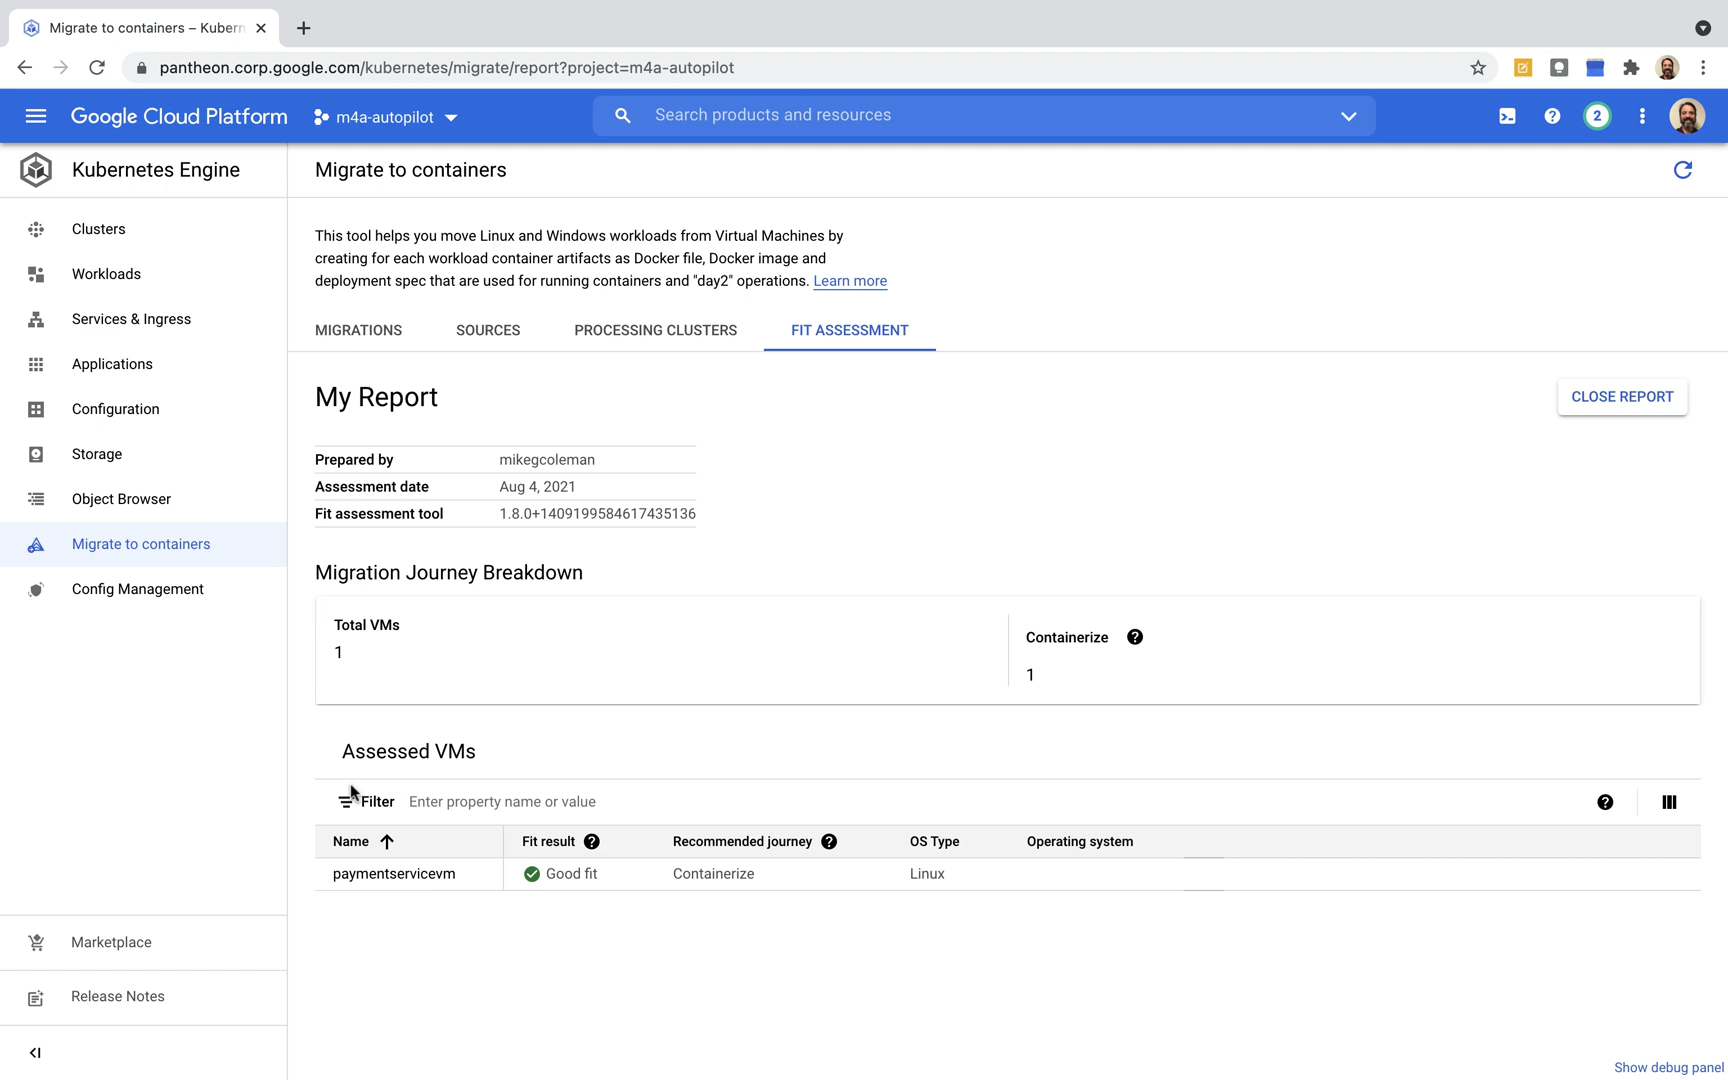 Migrate to containers – Kubern
pantheon.corp.google.com/kubernetes/migrate/report?project=m4a-autopilot
Google Cloud Platform
m4a-autopilot
Search products and resources
2
Kubernetes Engine
Migrate to containers
Clusters
Workloads
Services & Ingress
Applications
Configuration
Storage
Object Browser
Migrate to containers
Config Management
Marketplace
Release Notes
This tool helps you move Linux and Windows workloads from Virtual Machines by
creating for each workload container artifacts as Docker file, Docker image and
deployment spec that are used for running containers and "day2" operations. Learn more
MIGRATIONS SOURCES PROCESSING CLUSTERS FIT ASSESSMENT
My Report
CLOSE REPORT
Prepared by mikegcoleman
Assessment date Aug 4, 2021
Fit assessment tool 1.8.0+1409199584617435136
Migration Journey Breakdown
Total VMs
1
Containerize
1
Assessed VMs
Filter Enter property name or value
Name Fit result Recommended journey OS Type Operating system
paymentservicevm Good fit Containerize Linux
Show debug panel